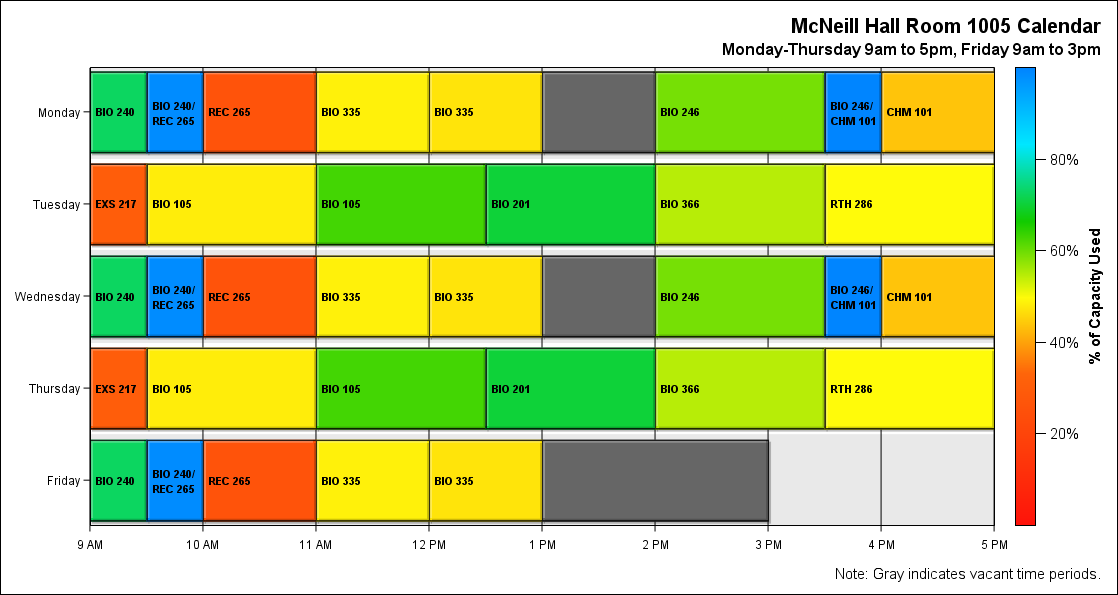 McNeill Hall Room 1005 Calendar
Monday-Thursday 9am to 5pm, Friday 9am to 3pm
Monday
BIO 240
BIO 240/
REC 265
REC 265
BIO 335
BIO 335
BIO 246
BIO 246/
CHM 101
CHM 101
Tuesday
EXS 217
BIO 105
BIO 105
BIO 201
BIO 366
RTH 286
Wednesday
BIO 240
BIO 240/
REC 265
REC 265
BIO 335
BIO 335
BIO 246
BIO 246/
CHM 101
CHM 101
Thursday
EXS 217
BIO 105
BIO 105
BIO 201
BIO 366
RTH 286
Friday
BIO 240
BIO 240/
REC 265
REC 265
BIO 335
BIO 335
9 AM
10 AM
11 AM
12 PM
1 PM
2 PM
3 PM
4 PM
5 PM
80%
60%
40%
20%
% of Capacity Used
Note: Gray indicates vacant time periods.